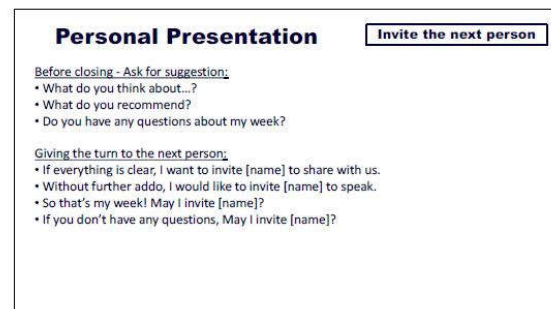 Personal Presentation
Invite the next person
Before closing - Ask for suggestion:
• What do you think about...?
• What do you recommend?
• Do you have any questions about my week?
Giving the turn to the next person:
• If everything is clear, I want to invite [name] to share with us.
• Without further addo, I would like to invite [name] to speak.
• So that's my week! May I invite [name]?
• If you don't have any questions, May I invite [name]?